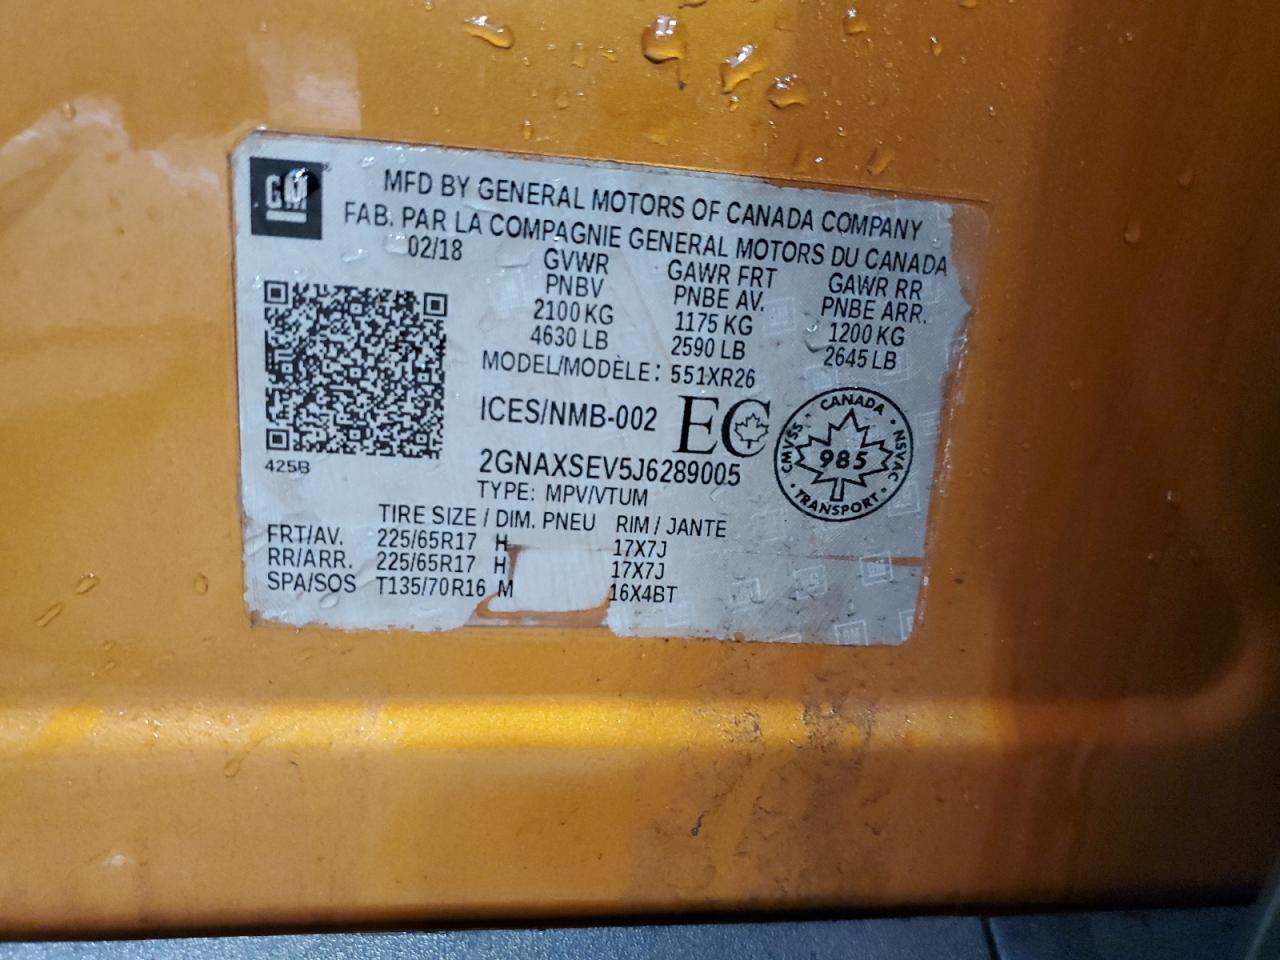 GM
MFD BY GENERAL MOTORS OF CANADA COMPANY
FAB. PAR LA COMPAGNIE GENERAL MOTORS DU CANADA
02/18
GVWR GAWR FRT GAWR RR
PNBV PNBE AV. PNBE ARR.
2100 KG 1175 KG 1200 KG
4630 LB 2590 LB 2645 LB
MODEL/MODÈLE: 551XR26
ICES/NMB-002 EC
CANADA
CMVSS 985 NSVAC
TRANSPORT
425B
2GNAXSEV5J6289005
TYPE: MPV/VTUM
TIRE SIZE / DIM. PNEU RIM / JANTE
FRT/AV. 225/65R17 H 17X7J
RR/ARR. 225/65R17 H 17X7J
SPA/SOS T135/70R16 M 16X4BT